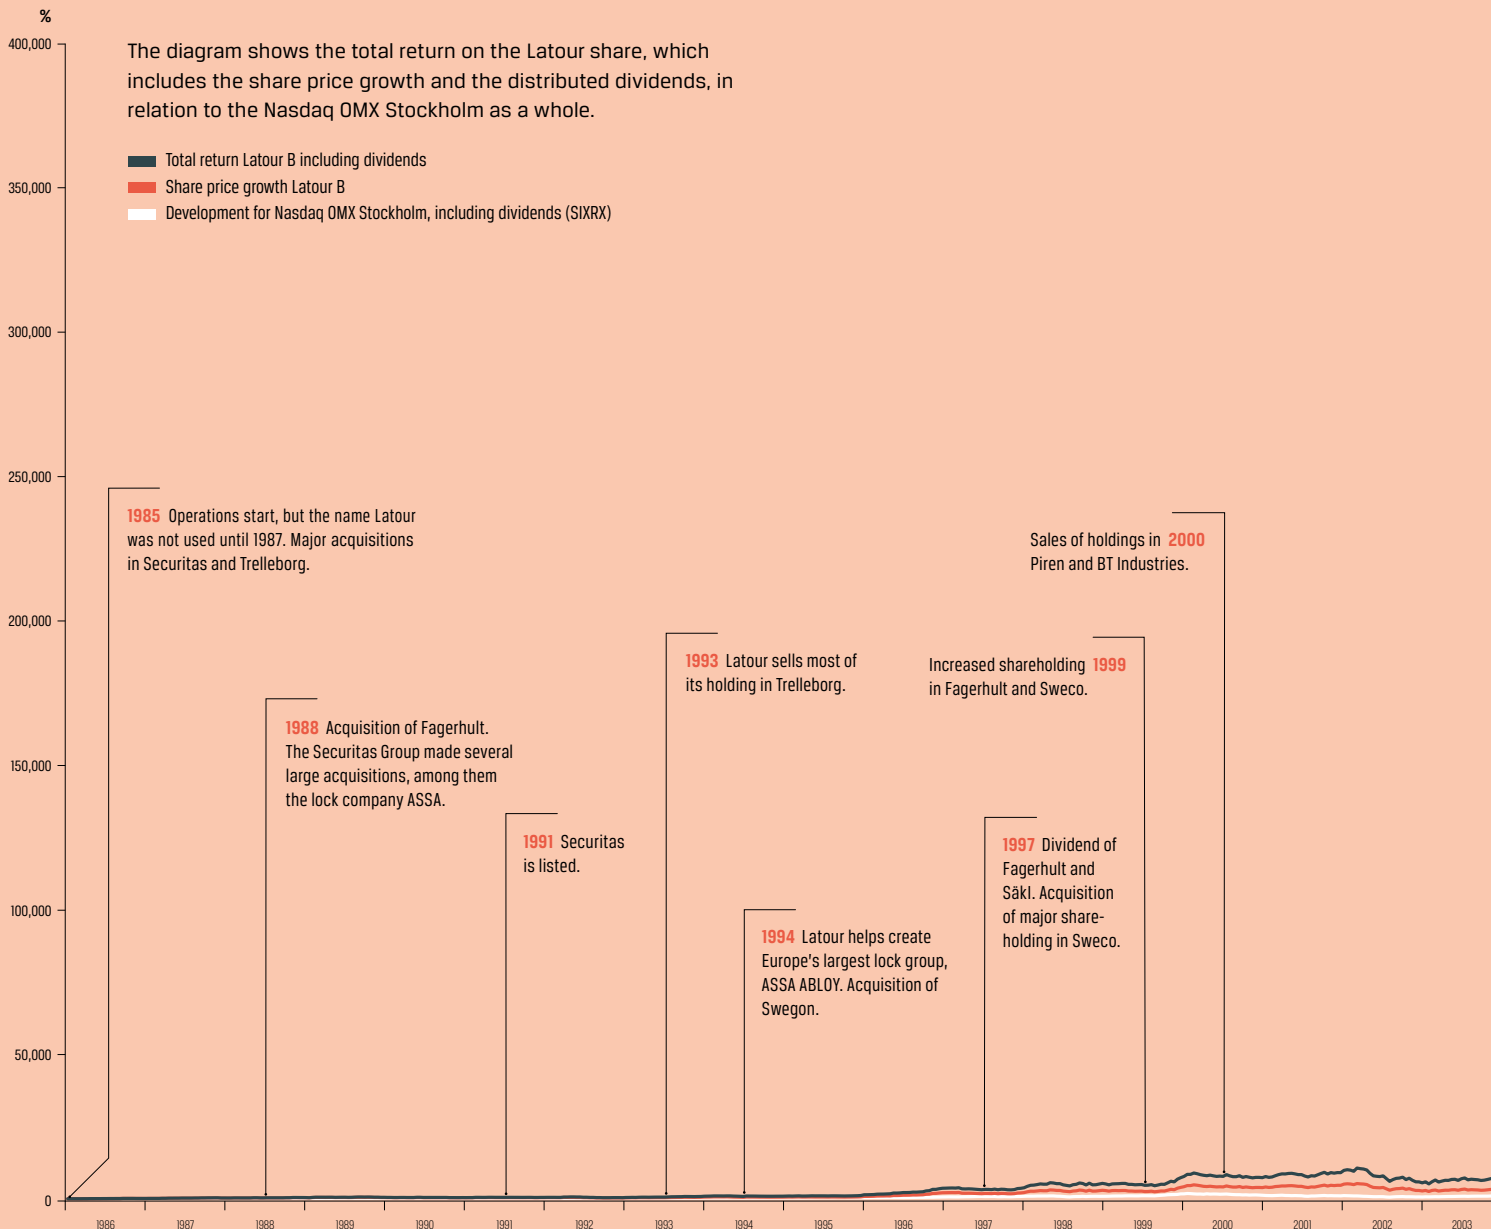 %
400,000
The diagram shows the total return on the Latour share, which
includes the share price growth and the distributed dividends, in
relation to the Nasdaq OMX Stockholm as a whole.
Total return Latour B including dividends
350,000
Share price growth Latour B
Development for Nasdaq OMX Stockholm, including dividends (SIXRX)
300,000
250,000
1985 Operations start, but the name Latour
was not used until 1987. Major acquisitions
in Securitas and Trelleborg.
Sales of holdings in 2000
Piren and BT Industries.
200,000
1993 Latour sells most of
its holding in Trelleborg.
Increased shareholding 1999
in Fagerhult and Sweco.
1988 Acquisition of Fagerhult.
The Securitas Group made several
large acquisitions, among them
the lock company ASSA.
150,000
1991 Securitas
is listed.
1997 Dividend of
Fagerhult and
Säkl. Acquisition
of major share-
holding in Sweco.
100,000
1994 Latour helps create
Europe's largest lock group,
ASSA ABLOY. Acquisition of
Swegon.
50,000
0
1986 1987 1988 1989 1990 1991 1992 1993 1994 1995 1996 1997 1998 1999 2000 2001 2002 2003